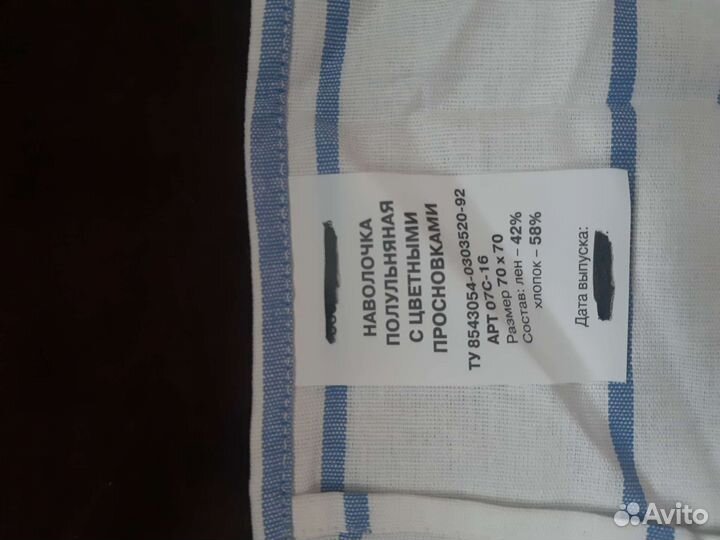 НАВОЛОЧКА
ПОЛУЛЬНЯНАЯ
С ЦВЕТНЫМИ
ПРОСНОВКАМИ
ТУ 8543054-0303520-92
АРТ 07С-16
Размер 70 х 70
Состав: лен – 42%
хлопок – 58%
Дата выпуска:
Avito